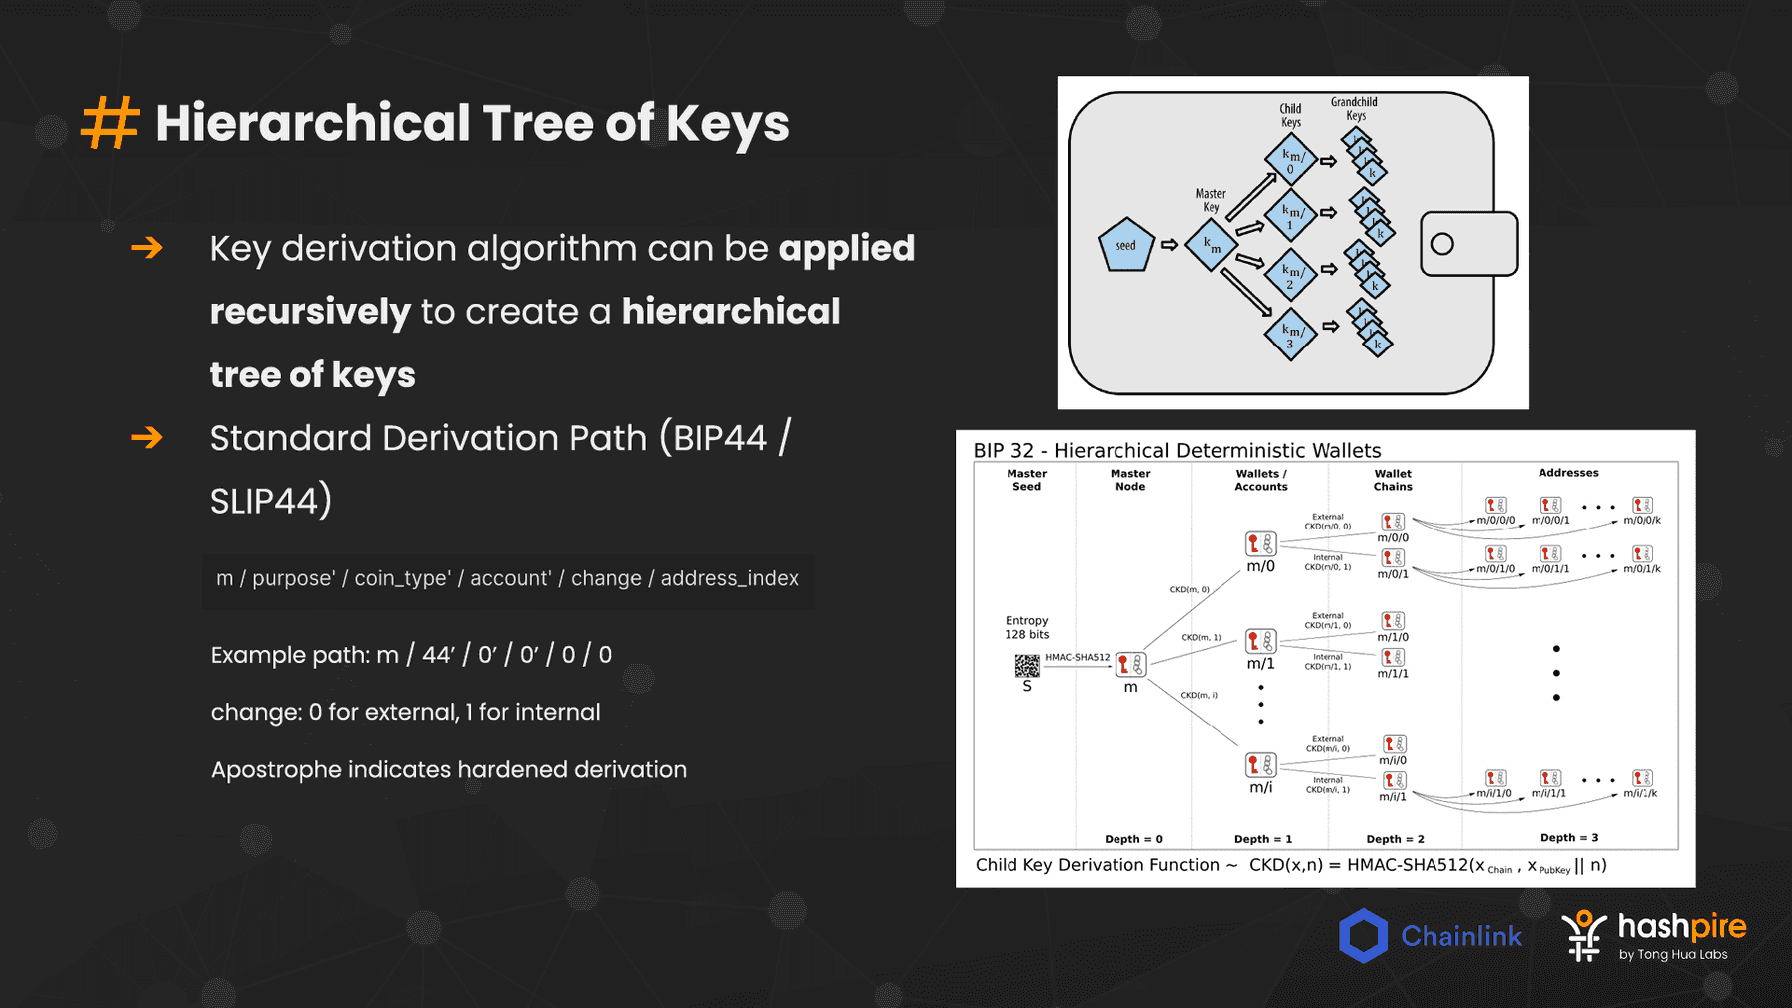 # Hierarchical Tree of Keys
➔ Key derivation algorithm can be applied
recursively to create a hierarchical
tree of keys
➔ Standard Derivation Path (BIP44 /
SLIP44)
m / purpose' / coin_type' / account' / change / address_index
Example path: m / 44’ / 0’ / 0’ / 0 / 0
change: 0 for external, 1 for internal
Apostrophe indicates hardened derivation
Child
Keys
Grandchild
Keys
Master
Key
seed
k m
k m/
0
k m/
1
k m/
2
k m/
3
k
k
k
k
BIP 32 - Hierarchical Deterministic Wallets
Master
Seed
Master
Node
Wallets /
Accounts
Wallet
Chains
Addresses
Entropy
128 bits
S
HMAC-SHA512
m
CKD(m, 0)
CKD(m, 1)
CKD(m, i)
m/0
m/1
m/i
External
CKD(m/0, 0)
Internal
CKD(m/0, 1)
External
CKD(m/1, 0)
Internal
CKD(m/1, 1)
External
CKD(m/i, 0)
Internal
CKD(m/i, 1)
m/0/0
m/0/1
m/1/0
m/1/1
m/i/0
m/i/1
m/0/0/0 m/0/0/1 • • • m/0/0/k
m/0/1/0 m/0/1/1 • • • m/0/1/k
m/i/1/0 m/i/1/1 • • • m/i/1/k
Depth = 0 Depth = 1 Depth = 2 Depth = 3
Child Key Derivation Function ~ CKD(x,n) = HMAC-SHA512(x Chain , x PubKey || n)
Chainlink
hashpire
by Tong Hua Labs